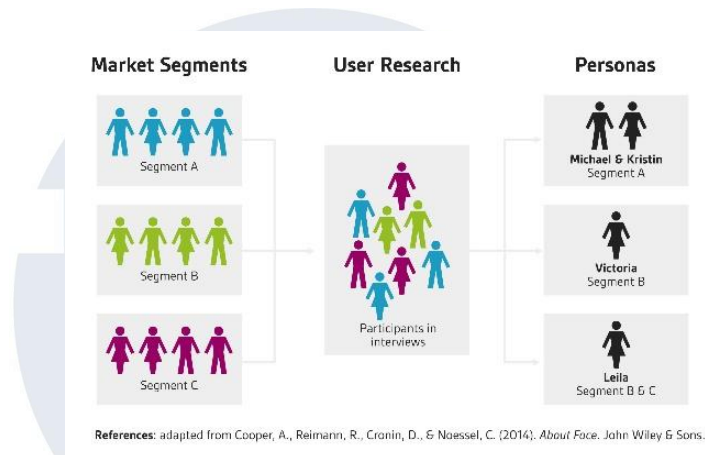 Market Segments
User Research
Personas
Segment A
Segment B
Segment C
Participants in
interviews
Michael & Kristin
Segment A
Victoria
Segment B
Leila
Segment B & C
References: adapted from Cooper, A., Reimann, R., Cronin, D., & Noessel, C. (2014). About Face. John Wiley & Sons.